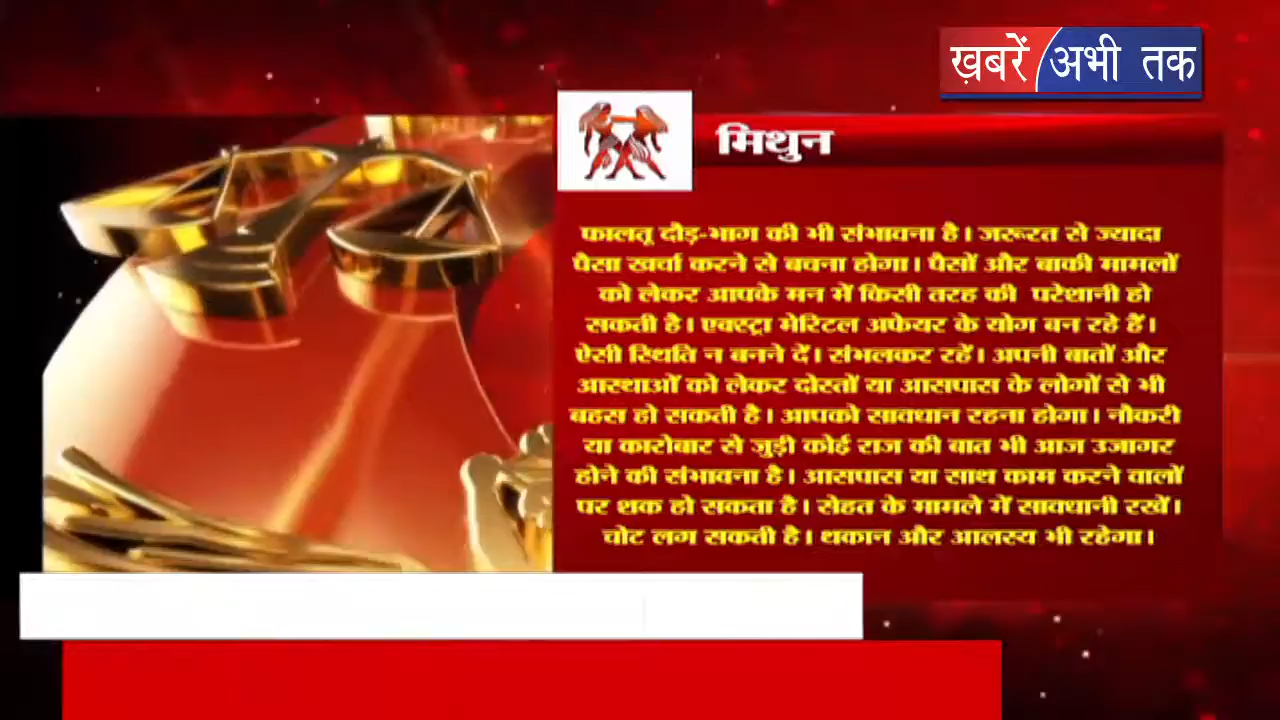 ख़बरें अभी तक
मिथुन
फालतू दौड़-भाग की भी संभावना है। जरूरत से ज्यादा
पैसा खर्चा करने से बचना होगा। पैसों और बाकी मामलों
को लेकर आपके मन में किसी तरह की परेशानी हो
सकती है। एक्स्ट्रा मेरिटल अफेयर के योग बन रहे हैं।
ऐसी स्थिति न बनने दें। संभलकर रहें। अपनी बातों और
आस्थाओं को लेकर दोस्तों या आसपास के लोगों से भी
बहस हो सकती है। आपको सावधान रहना होगा। नौकरी
या कारोबार से जुड़ी कोई राज की बात भी आज उजागर
होने की संभावना है। आसपास या साथ काम करने वालों
पर शक हो सकता है। सेहत के मामले में सावधानी रखें।
चोट लग सकती है। थकान और आलस्य भी रहेगा।